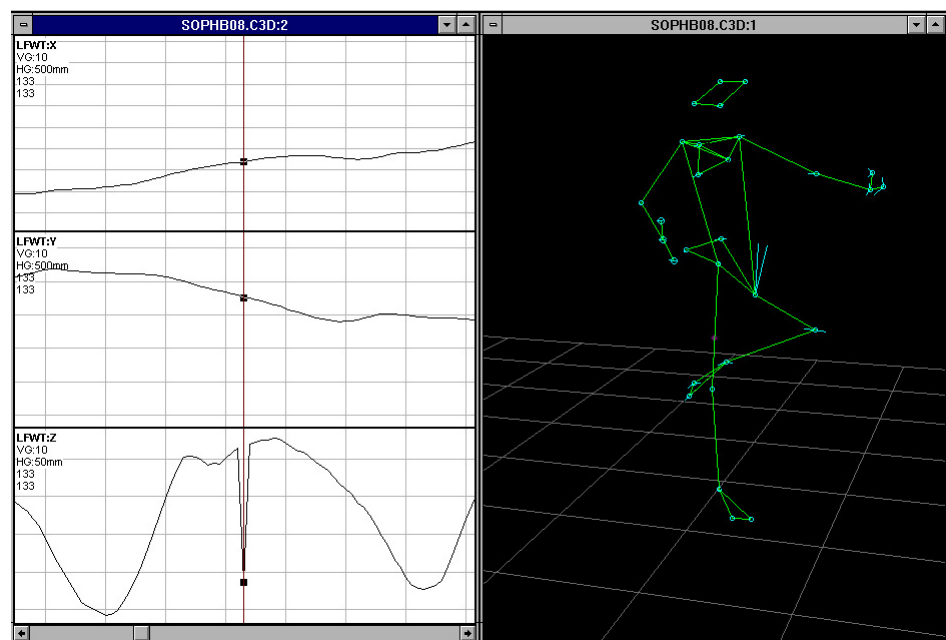 SOPHB08.C3D:2
LFWT:X
VG:10
HG:500mm
133
133
LFWT:Y
VG:10
HG:500mm
133
133
LFWT:Z
VG:10
HG:50mm
133
133
SOPHB08.C3D:1